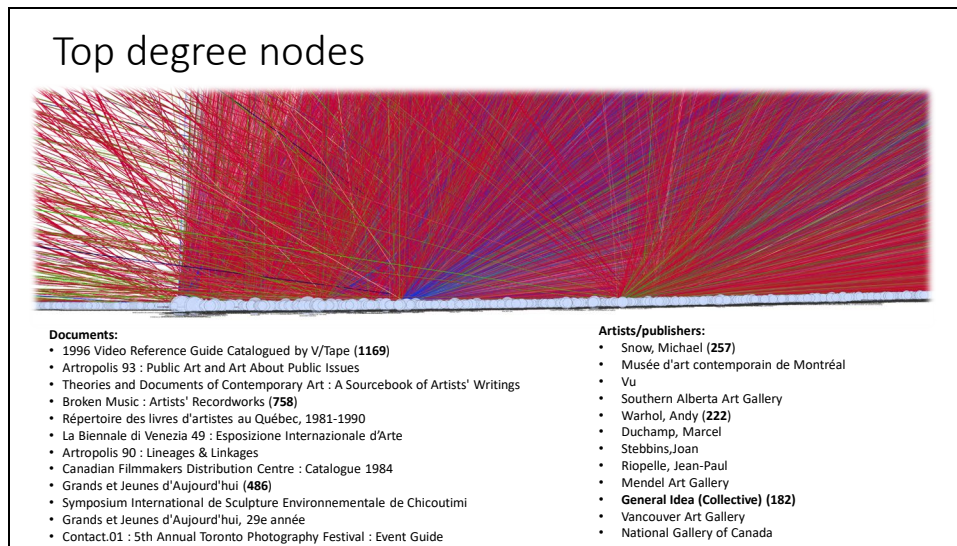 Top degree nodes
Documents:
• 1996 Video Reference Guide Catalogued by V/Tape (1169)
• Artropolis 93 : Public Art and Art About Public Issues
• Theories and Documents of Contemporary Art : A Sourcebook of Artists' Writings
• Broken Music : Artists' Recordworks (758)
• Répertoire des livres d'artistes au Québec, 1981-1990
• La Biennale di Venezia 49 : Esposizione Internazionale d'Arte
• Artropolis 90 : Lineages & Linkages
• Canadian Filmmakers Distribution Centre : Catalogue 1984
• Grands et Jeunes d'Aujourd'hui (486)
• Symposium International de Sculpture Environnementale de Chicoutimi
• Grands et Jeunes d'Aujourd'hui, 29e année
• Contact.01 : 5th Annual Toronto Photography Festival : Event Guide
Artists/publishers:
• Snow, Michael (257)
• Musée d'art contemporain de Montréal
• Vu
• Southern Alberta Art Gallery
• Warhol, Andy (222)
• Duchamp, Marcel
• Stebbins,Joan
• Riopelle, Jean-Paul
• Mendel Art Gallery
• General Idea (Collective) (182)
• Vancouver Art Gallery
• National Gallery of Canada